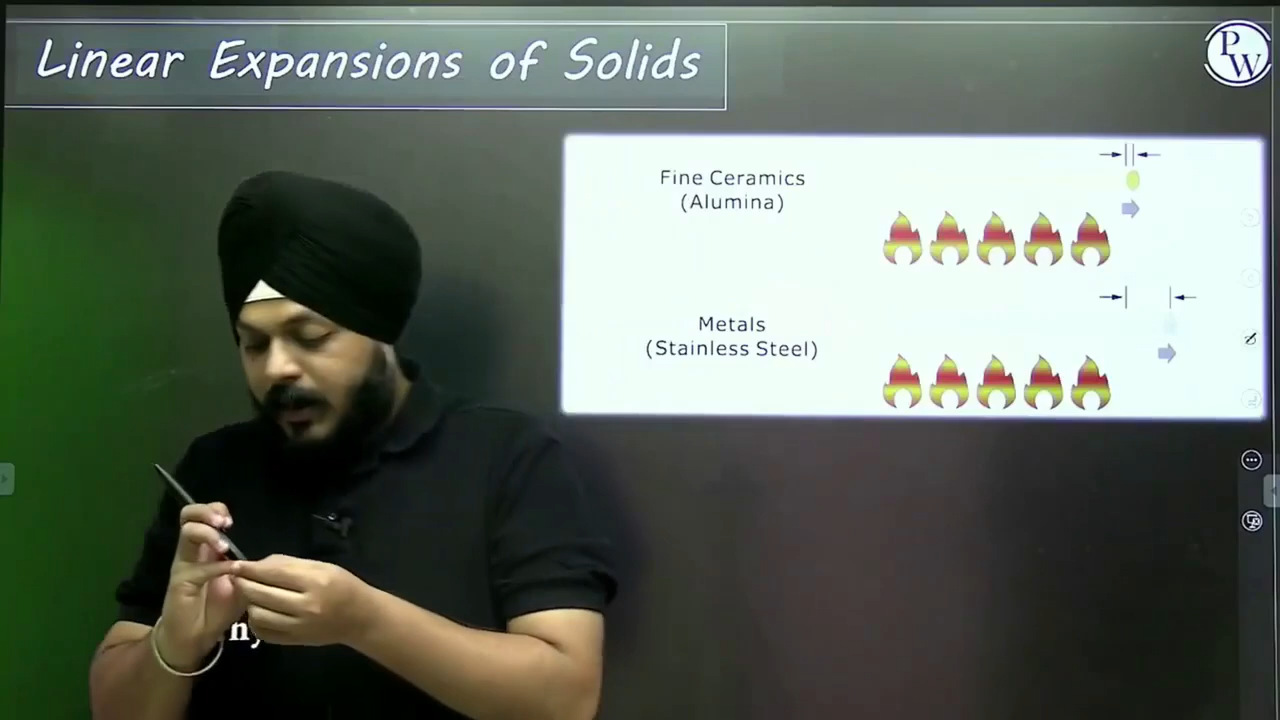 Linear Expansions of Solids
PW
Fine Ceramics
(Alumina)
Metals
(Stainless Steel)